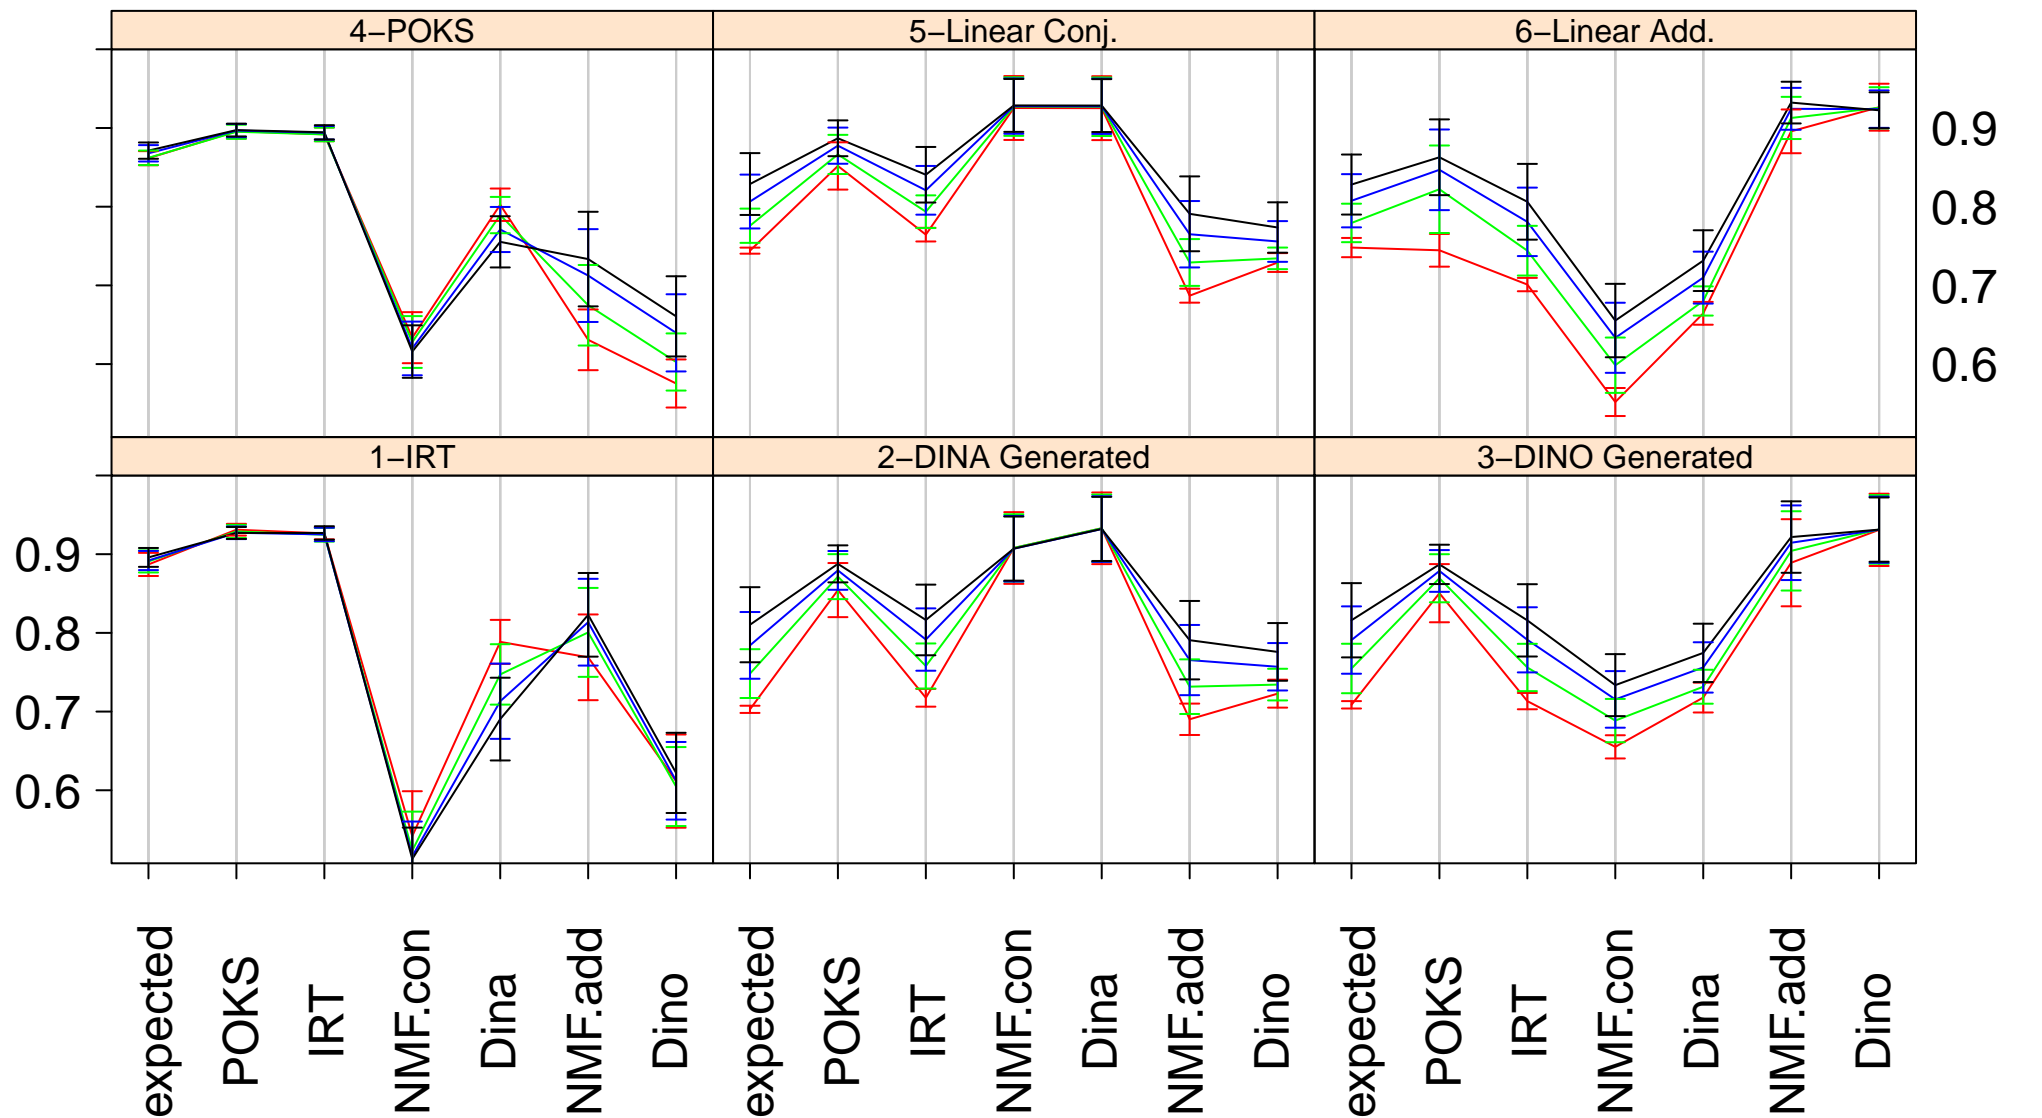 4–POKS 5–Linear Conj. 6–Linear Add.
0.9
0.8
0.7
0.6
1–IRT 2–DINA Generated 3–DINO Generated
0.9
0.8
0.7
0.6
expected POKS IRT NMF.con Dina NMF.add Dino expected POKS IRT NMF.con Dina NMF.add Dino expected POKS IRT NMF.con Dina NMF.add Dino